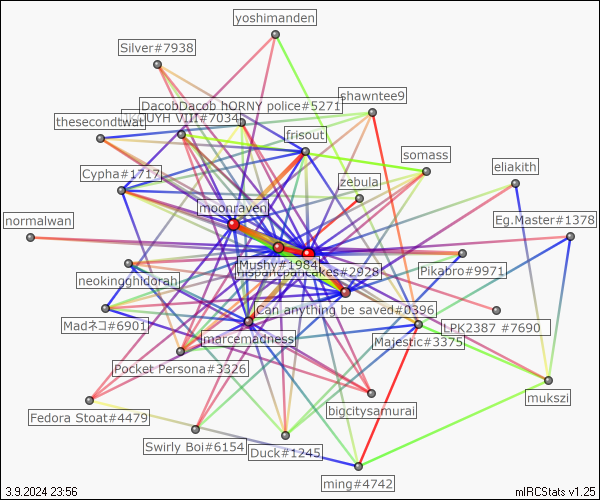 yoshimanden
Silver#7938
shawntee9
DacobDacob hORNY police#5271
VIII#7034
thesecondtwat
frisout
somass
eliakith
Cypha#1717
zebula
moonraven
normalwan
Eg.Master#1378
Mushy#1984
hispanicpancakes#2928
Pikabro#9971
neokingghidorah
Can anything be saved#0396
Madネコ#6901
LPK2387 #7690
marcemadness
Majestic#3375
Pocket Persona#3326
mukszi
bigcitysamurai
Fedora Stoat#4479
Swirly Boi#6154
Duck#1245
ming#4742
3.9.2024 23:56
mIRCStats v1.25